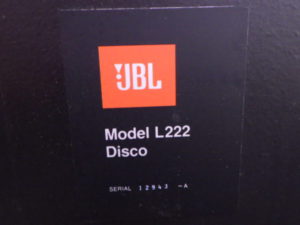 JBL
Model L222
Disco
SERIAL 12943 -A